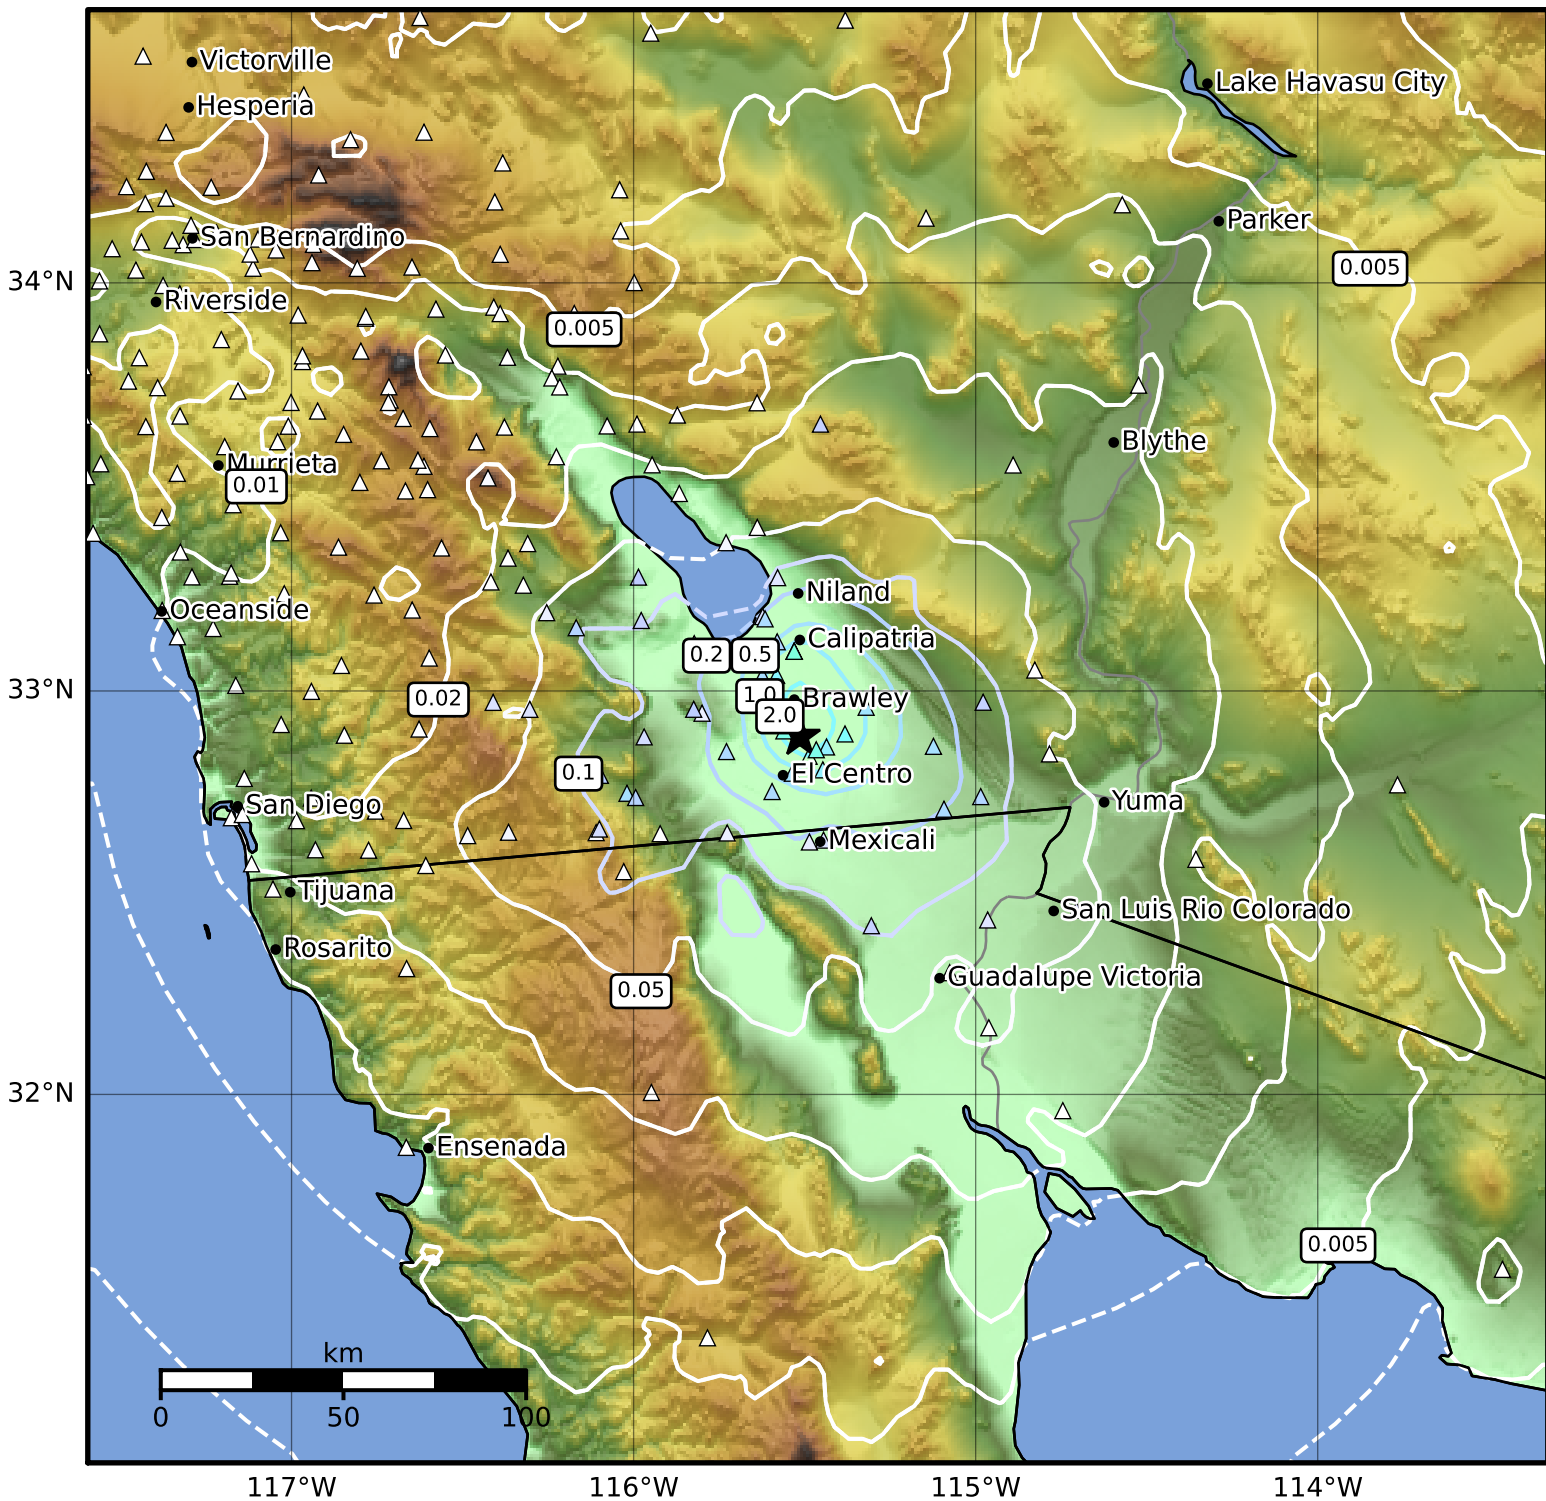 Victorville
Lake Havasu City
Hesperia
Parker
San Bernardino
0.005
34°N
Riverside
0.005
Blythe
Murrieta
0.01
Niland
Oceanside
Calipatria
0.2
0.5
33°N
0.02
1.0
Brawley
2.0
0.1
El Centro
San Diego
Yuma
Mexicali
Tijuana
San Luis Rio Colorado
Rosarito
Guadalupe Victoria
0.05
32°N
Ensenada
0.005
km
0
50
100
117°W
116°W
115°W
114°W